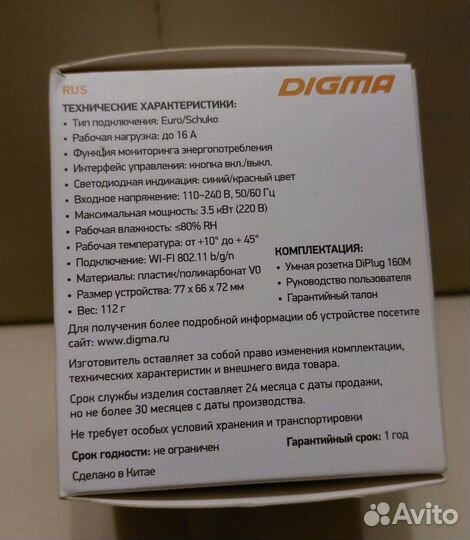 RUS
DIGMA
ТЕХНИЧЕСКИЕ ХАРАКТЕРИСТИКИ:
• Тип подключения: Euro/Schuko
• Рабочая нагрузка: до 16 А
• Функция мониторинга энергопотребления
• Интерфейс управления: кнопка вкл./выкл.
• Светодиодная индикация: синий/красный цвет
• Входное напряжение: 110~240 В, 50/60 Гц
• Максимальная мощность: 3.5 кВт (220 В)
• Рабочая влажность: ≤80% RH
• Рабочая температура: от +10° до + 45°
• Подключение: WI-FI 802.11 b/g/n
• Материалы: пластик/поликарбонат V0
• Размер устройства: 77 x 66 x 72 мм
• Вес: 112 г
КОМПЛЕКТАЦИЯ:
• Умная розетка DiPlug 160M
• Руководство пользователя
• Гарантийный талон
Для получения более подробной информации об устройстве посетите
сайт: www.digma.ru
Изготовитель оставляет за собой право изменения комплектации,
технических характеристик и внешнего вида товара.
Срок службы изделия составляет 24 месяца с даты продажи,
но не более 30 месяцев с даты производства.
Не требует особых условий хранения и транспортировки
Срок годности: не ограничен
Гарантийный срок: 1 год
Сделано в Китае
Avito